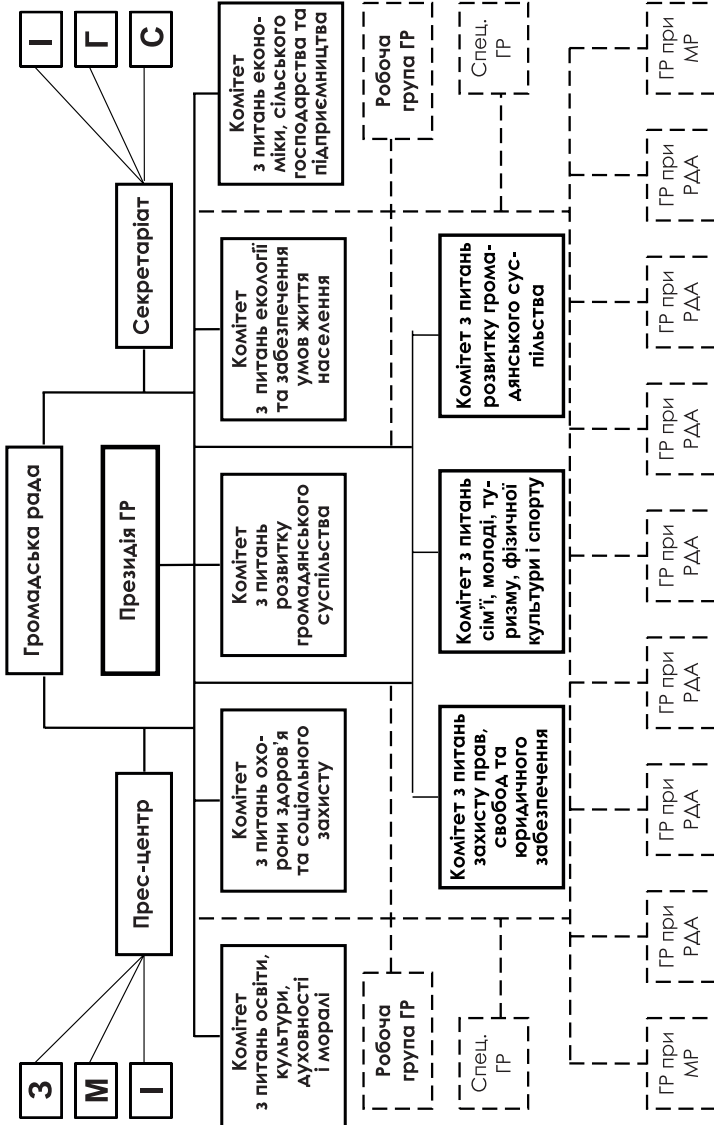 З
М
І
Громадська рада
І
Г
С
Прес-центр
Президія ГР
Секретаріат
Комітет
з питань освіти,
культури,
духовності
і моралі
Комітет
з питань охо-
рони здоров'я
та соціального
захисту
Комітет
з питань
розвитку
громадянського
суспільства
Комітет
з питань екології
та забезпечення
умов життя
населення
Комітет
з питань еконо-
міки, сільського
господарства та
підприємництва
Робоча
група ГР
Робоча
група ГР
Спец.
ГР
Комітет з питань
захисту прав,
свобод та
юридичного
забезпечення
Комітет з питань
сім'ї, молоді, ту-
ризму, фізичної
культури і спорту
Комітет з питань
розвитку грома-
дянського сус-
пільства
Спец.
ГР
ГР при
МР
ГР при
РДА
ГР при
РДА
ГР при
РДА
ГР при
РДА
ГР при
РДА
ГР при
РДА
ГР при
РДА
ГР при
МР